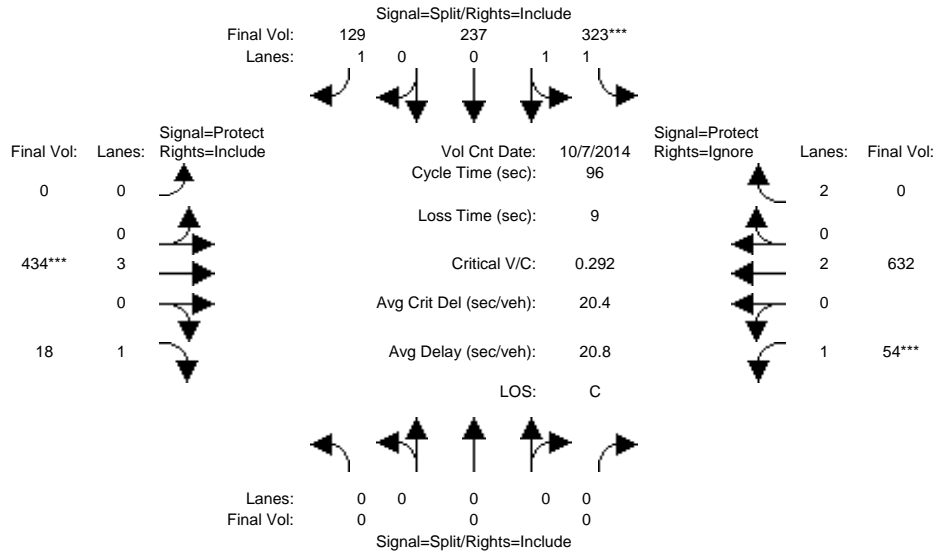 Signal=Split/Rights=Include
Final Vol: 129 237 323***
Lanes: 1 0 0 1 1
Signal=Protect
Final Vol: Lanes: Rights=Include
Vol Cnt Date: 10/7/2014
Signal=Protect
Rights=Ignore Lanes: Final Vol:
Cycle Time (sec): 96
0 0
2 0
Loss Time (sec): 9
0
0
434*** 3
Critical V/C: 0.292
2 632
0
Avg Crit Del (sec/veh): 20.4
0
18 1
Avg Delay (sec/veh): 20.8
1 54***
LOS: C
Lanes: 0 0 0 0 0
Final Vol: 0 0 0
Signal=Split/Rights=Include